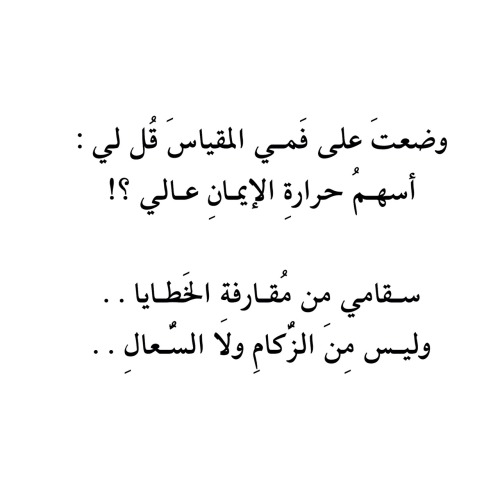 وضعتَ على فَمـي المقياسَ قُل لي :
أسهـمُ حرارةِ الإيمـانِ عـالي ؟!
سـقامي من مُقـارفة الخَطـايا . .
وليـس مِنَ الزٌكامِ ولَا السٌـعالِ . .